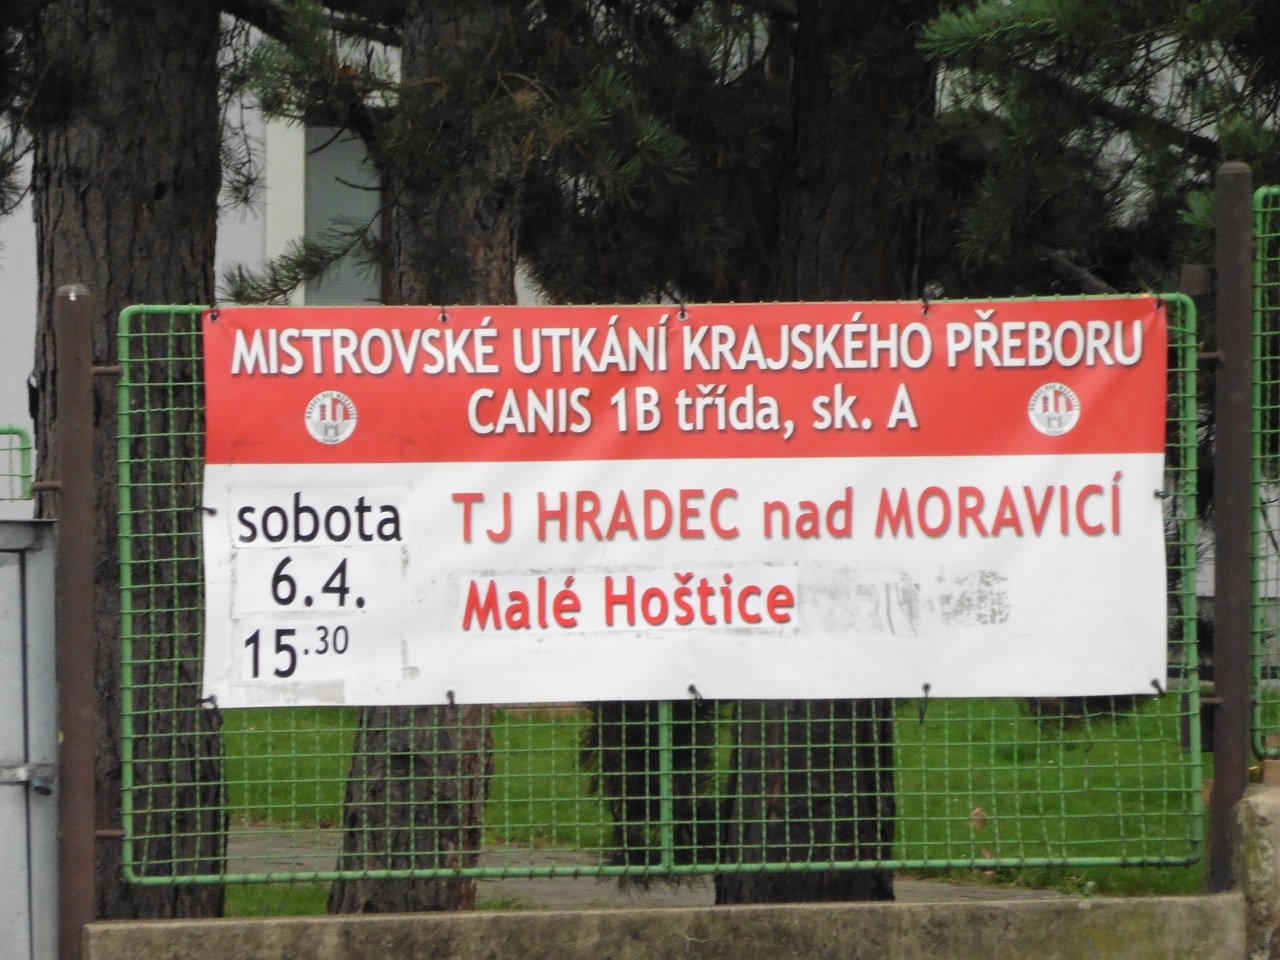 MISTROVSKÉ UTKÁNÍ KRAJSKÉHO PŘEBORU
CANIS 1B třída, sk. A
sobota
6.4.
15.30
TJ HRADEC nad MORAVICÍ
Malé Hoštice